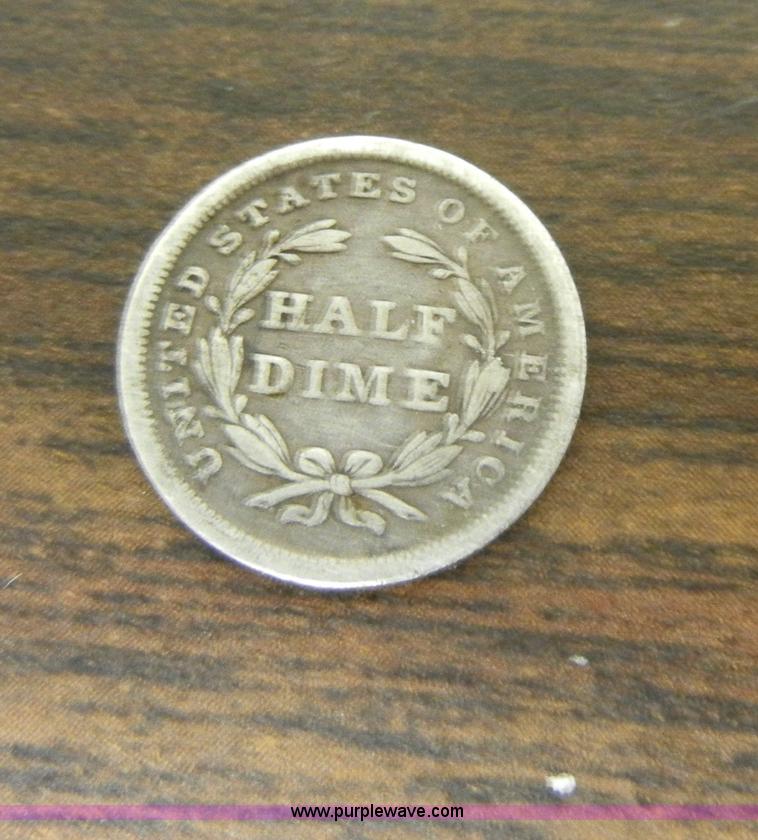 UNITED STATES OF AMERICA
HALF
DIME
www.purplewave.com